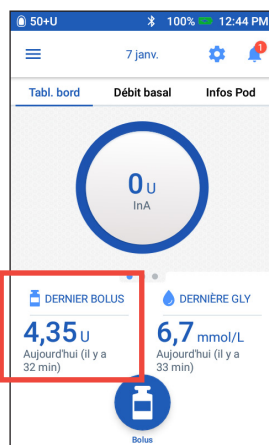 50+U 100% 12:44 PM
7 janv.
Tabl. bord Débit basal Infos Pod
0 U
InA
DERNIER BOLUS
4,35 U
Aujourd'hui (il y a
32 min)
DERNIÈRE GLY
6,7 mmol/L
Aujourd'hui (il y a
33 min)
Bolus